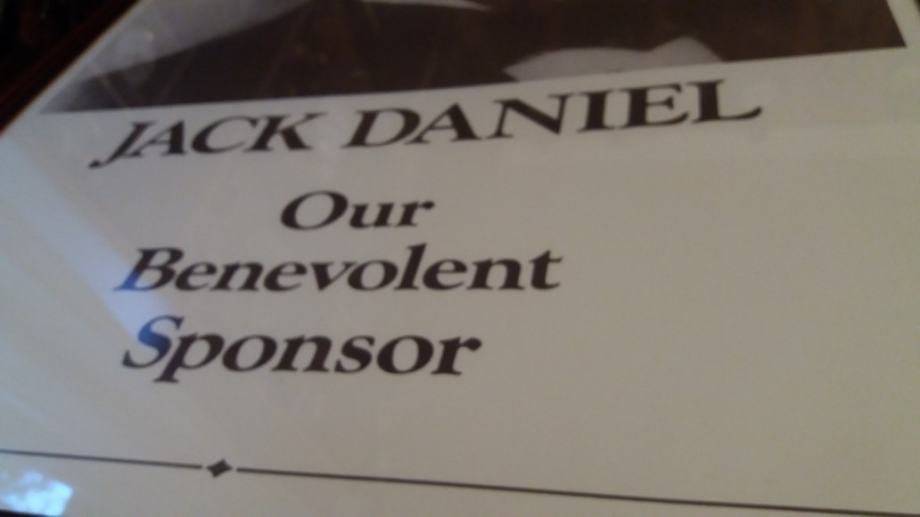 JACK DANIEL
Our
Benevolent
Sponsor